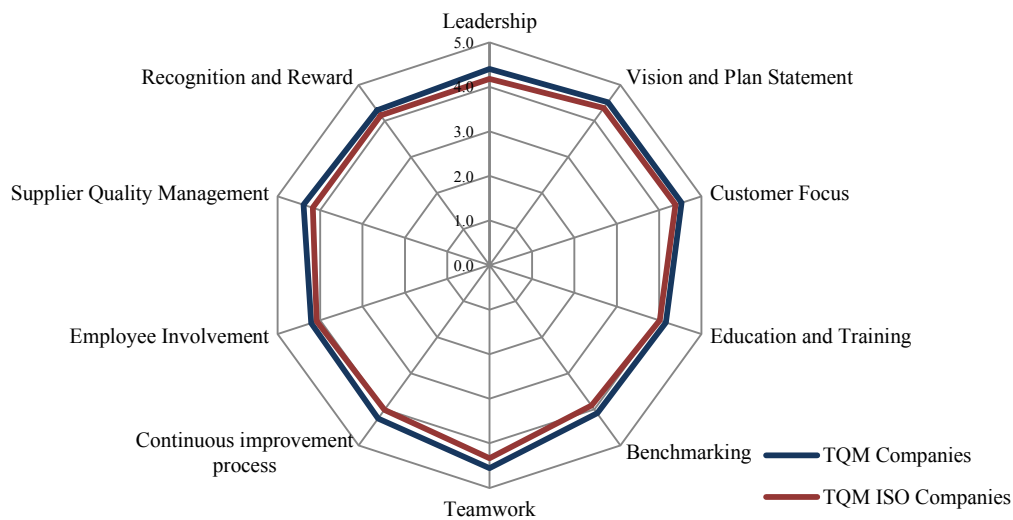 Leadership
5.0
Recognition and Reward
Vision and Plan Statement
4.0
3.0
Supplier Quality Management
2.0
Customer Focus
1.0
0.0
Employee Involvement
Education and Training
Continuous improvement
process
Benchmarking
TQM Companies
Teamwork
TQM ISO Companies